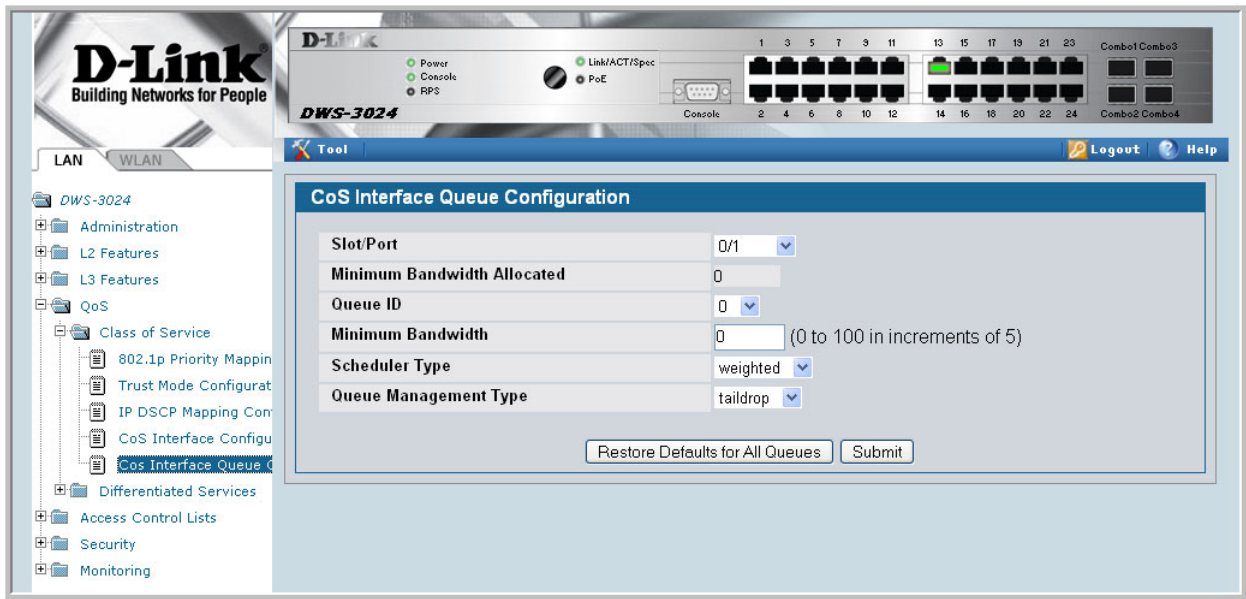 D-Link
Building Networks for People
LAN
WLAN
DWS-3024
Administration
L2 Features
L3 Features
QoS
Class of Service
802.1p Priority Mappin
Trust Mode Configurat
IP DSCP Mapping Con
CoS Interface Configu
Cos Interface Queue C
Differentiated Services
Access Control Lists
Security
Monitoring
D-Link
Power
Console
RPS
Link/ACT/Spec
PoE
DWS-3024
Console
1 3 5 7 9 11 13 15 17 19 21 23
Combo1 Combo3
2 4 6 8 10 12 14 16 18 20 22 24
Combo2 Combo4
Tool
Logout
Help
CoS Interface Queue Configuration
Slot/Port 0/1
Minimum Bandwidth Allocated 0
Queue ID 0
Minimum Bandwidth 0 (0 to 100 in increments of 5)
Scheduler Type weighted
Queue Management Type taildrop
Restore Defaults for All Queues Submit